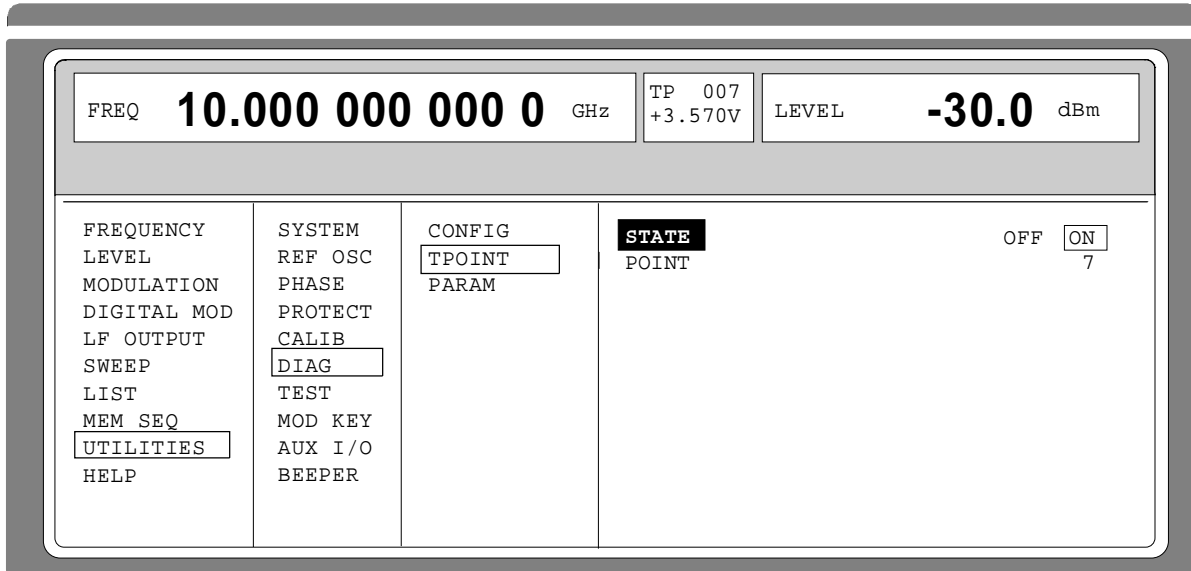 FREQ 10.000 000 000 0 GHz
TP 007
+3.570V
LEVEL -30.0 dBm
FREQUENCY
LEVEL
MODULATION
DIGITAL MOD
LF OUTPUT
SWEEP
LIST
MEM SEQ
UTILITIES
HELP
SYSTEM
REF OSC
PHASE
PROTECT
CALIB
DIAG
TEST
MOD KEY
AUX I/O
BEEPER
CONFIG
TPOINT
PARAM
STATE OFF ON
POINT 7